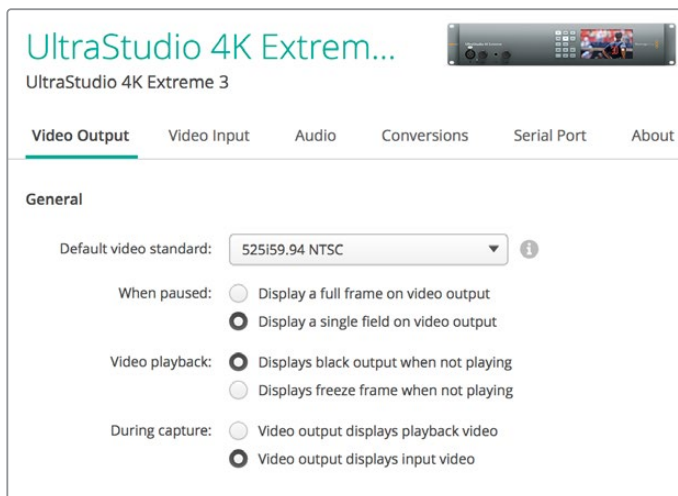 UltraStudio 4K Extrem...
UltraStudio 4K Extreme 3
Video Output Video Input Audio Conversions Serial Port About
General
Default video standard: 525i59.94 NTSC
When paused: Display a full frame on video output
Display a single field on video output
Video playback: Displays black output when not playing
Displays freeze frame when not playing
During capture: Video output displays playback video
Video output displays input video